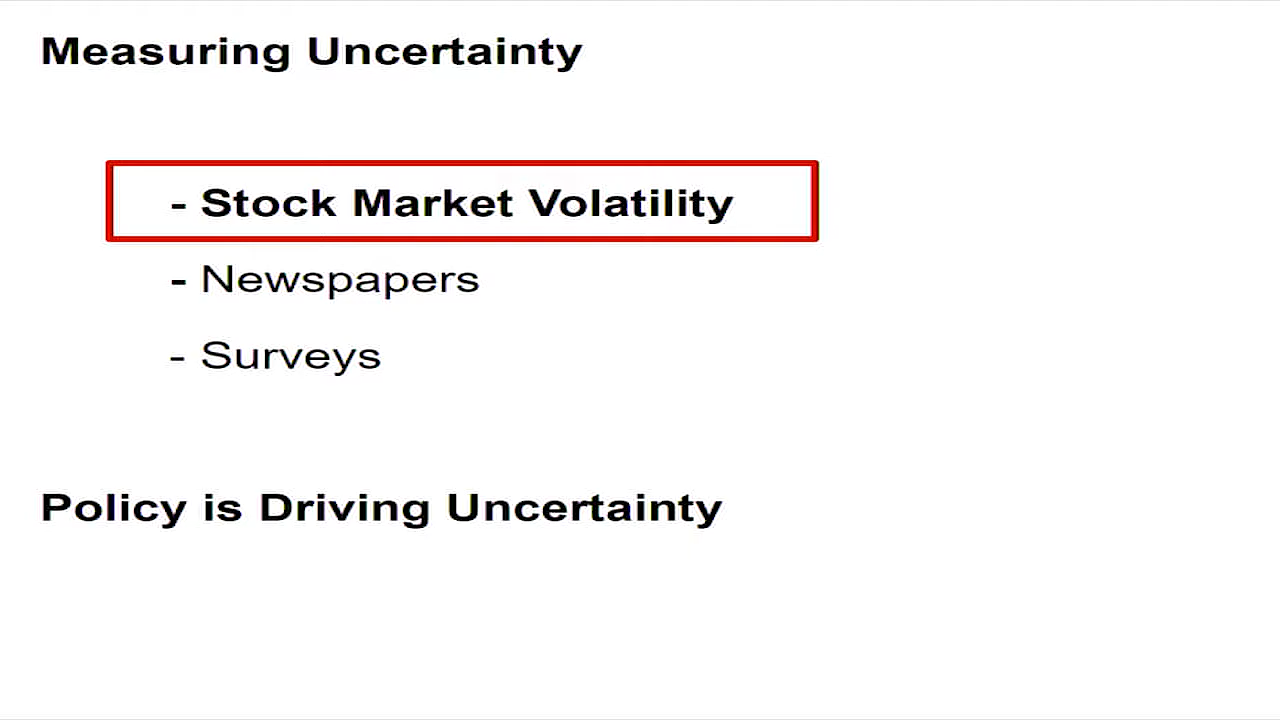 Measuring Uncertainty
- Stock Market Volatility
- Newspapers
- Surveys
Policy is Driving Uncertainty